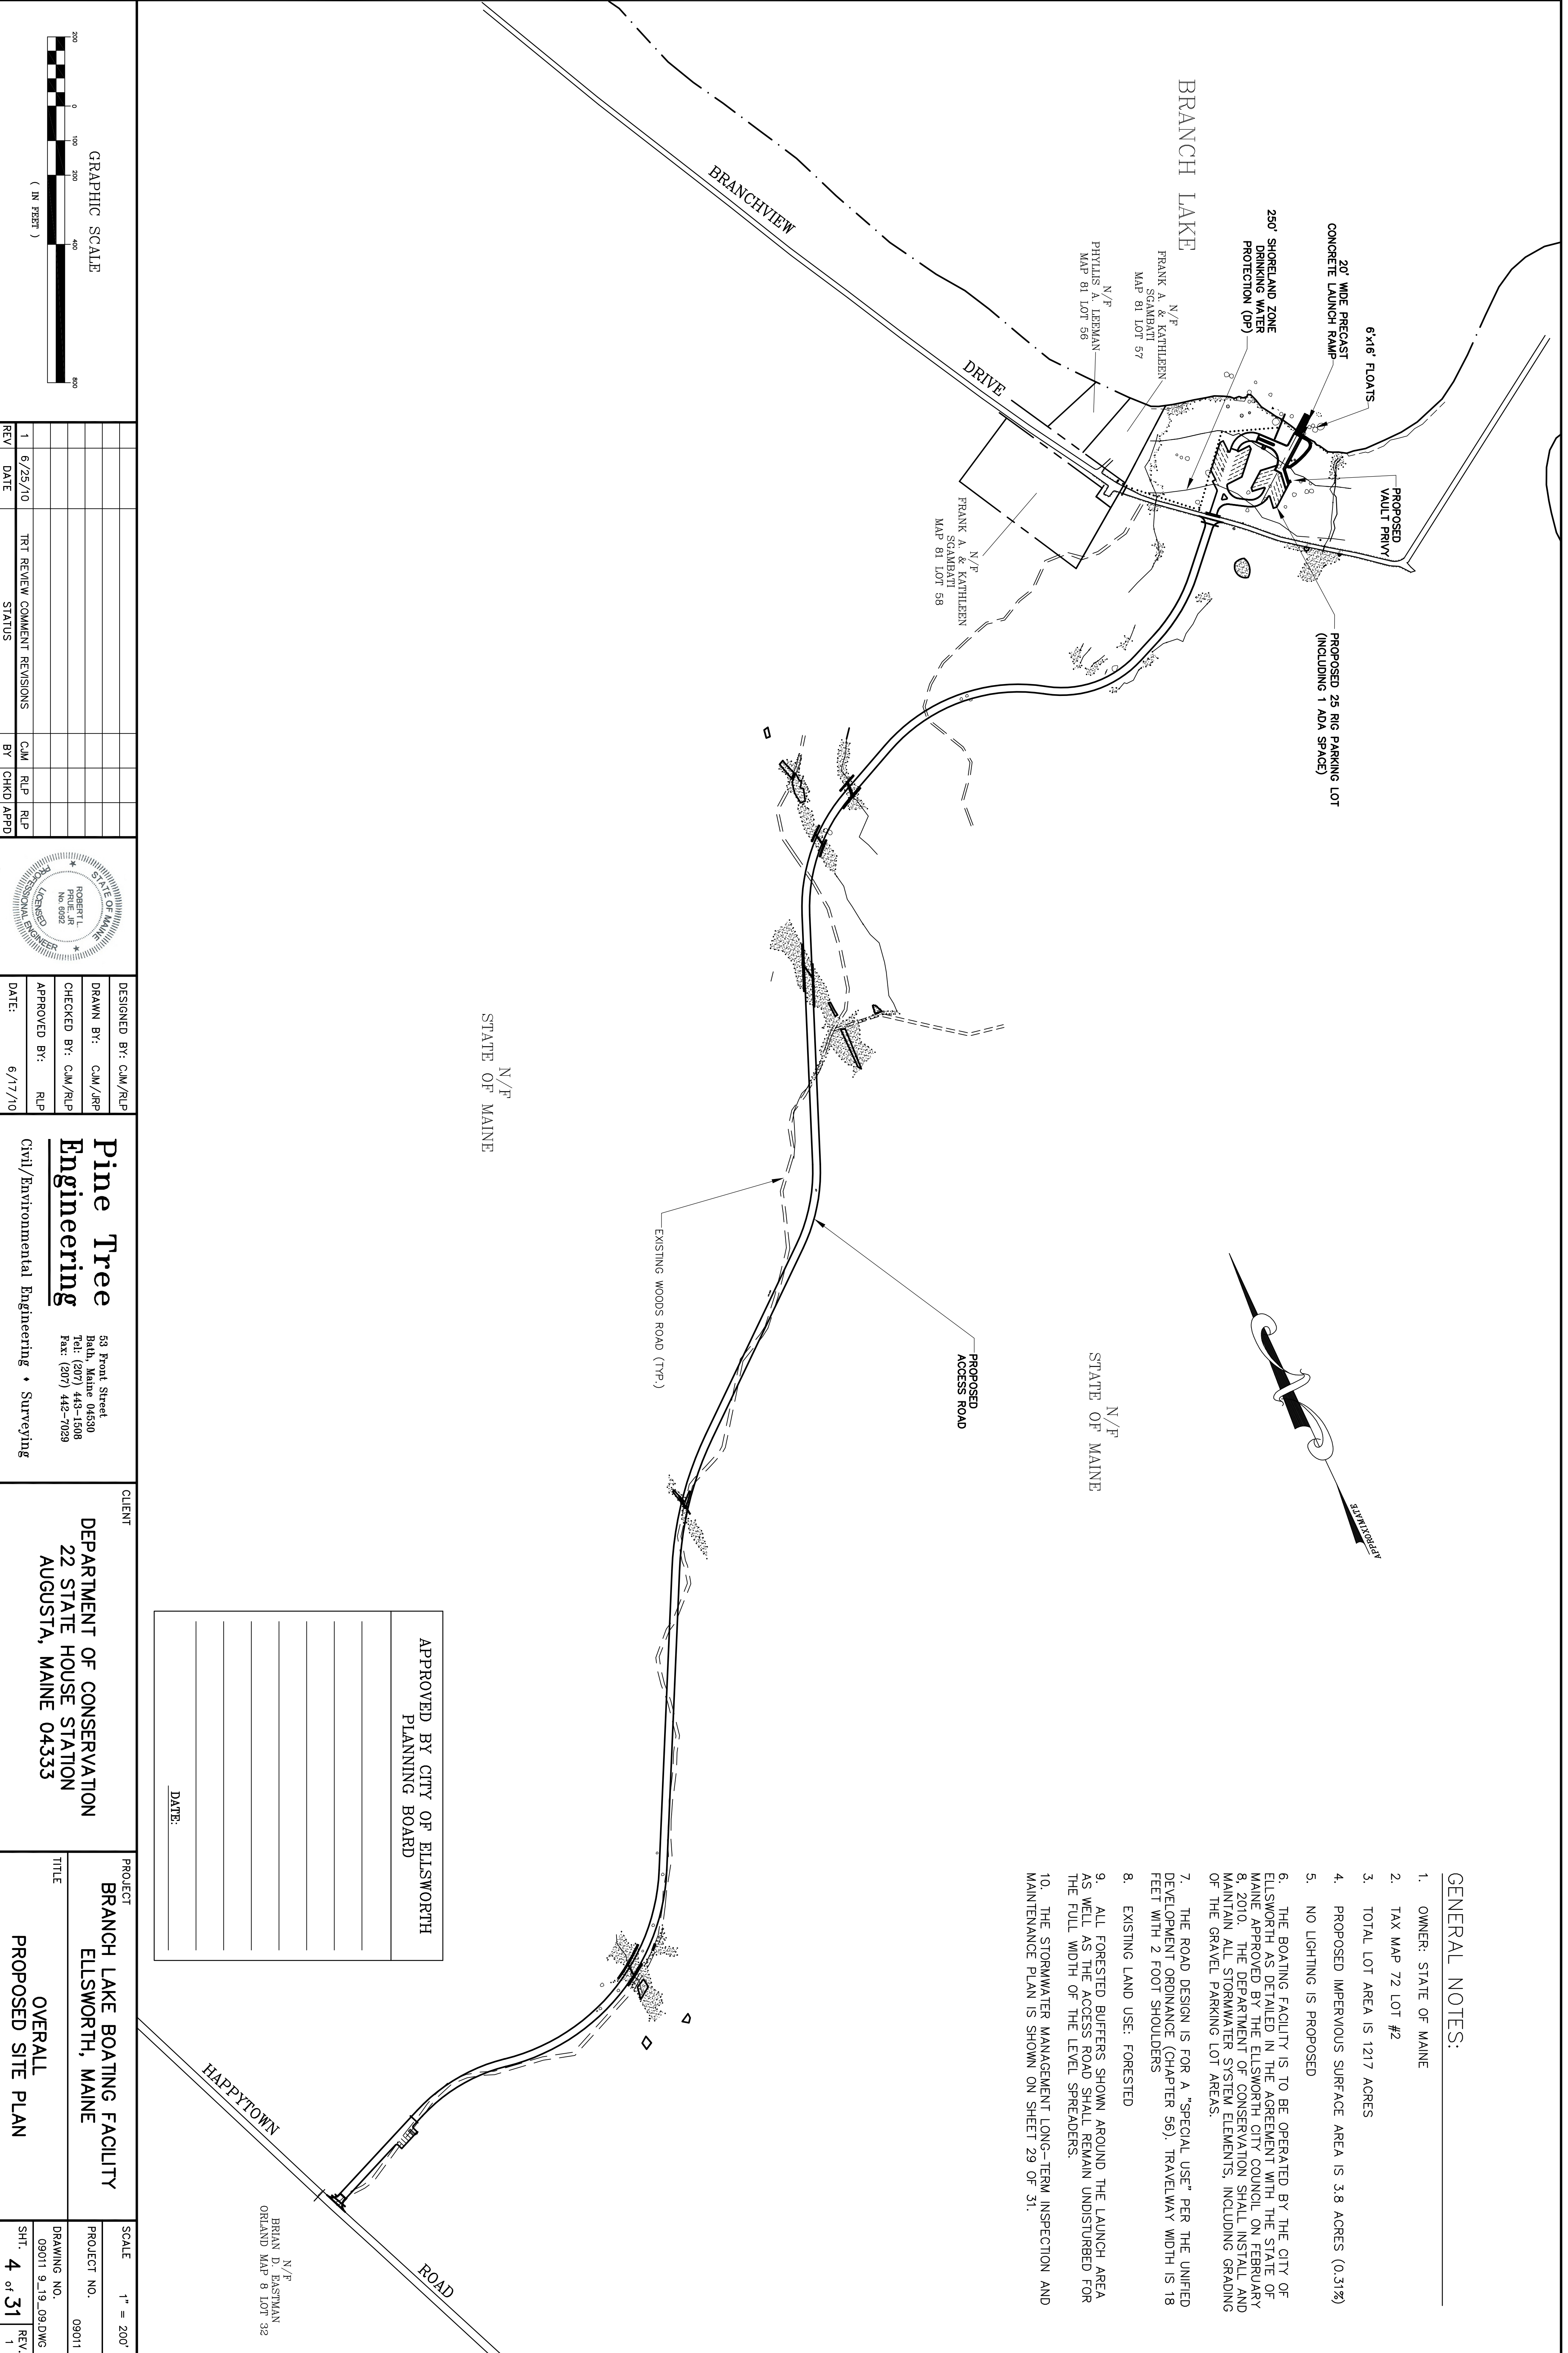 GENERAL NOTES:
1. OWNER: STATE OF MAINE
2. TAX MAP 72 LOT #2
3. TOTAL LOT AREA IS 1217 ACRES
4. PROPOSED IMPERVIOUS SURFACE AREA IS 3.8 ACRES (0.31%)
5. NO LIGHTING IS PROPOSED
6. THE BOATING FACILITY IS TO BE OPERATED BY THE CITY OF
ELLSWORTH AS DETAILED IN THE AGREEMENT WITH THE STATE OF
MAINE APPROVED BY THE ELLSWORTH CITY COUNCIL ON FEBRUARY
8, 2010. THE DEPARTMENT OF CONSERVATION SHALL INSTALL AND
MAINTAIN ALL STORMWATER SYSTEM ELEMENTS, INCLUDING GRADING
OF THE GRAVEL PARKING LOT AREAS.
7. THE ROAD DESIGN IS FOR A "SPECIAL USE" PER THE UNIFIED
DEVELOPMENT ORDINANCE (CHAPTER 56). TRAVELWAY WIDTH IS 18
FEET WITH 2 FOOT SHOULDERS
8. EXISTING LAND USE: FORESTED
9. ALL FORESTED BUFFERS SHOWN AROUND THE LAUNCH AREA
AS WELL AS THE ACCESS ROAD SHALL REMAIN UNDISTURBED FOR
THE FULL WIDTH OF THE LEVEL SPREADERS.
10. THE STORMWATER MANAGEMENT LONG-TERM INSPECTION AND
MAINTENANCE PLAN IS SHOWN ON SHEET 29 OF 31.
BRANCH LAKE
6'x16' FLOATS
20' WIDE PRECAST
CONCRETE LAUNCH RAMP
250' SHORELAND ZONE
DRINKING WATER
PROTECTION (DP)
PROPOSED
VAULT PRIVY
PROPOSED 25 RIG PARKING LOT
(INCLUDING 1 ADA SPACE)
N/F
FRANK A. & KATHLEEN
SGAMBATI
MAP 81 LOT 57
N/F
PHYLLIS A. LEEMAN
MAP 81 LOT 56
N/F
FRANK A. & KATHLEEN
SGAMBATI
MAP 81 LOT 58
BRANCHVIEW
DRIVE
APPROXIMATE
N/F
STATE OF MAINE
PROPOSED
ACCESS ROAD
EXISTING WOODS ROAD (TYP.)
N/F
STATE OF MAINE
HAPPYTOWN
ROAD
N/F
BRIAN D. EASTMAN
ORLAND MAP 8 LOT 32
APPROVED BY CITY OF ELLSWORTH
PLANNING BOARD
DATE:
GRAPHIC SCALE
200 0 100 200 400 800
( IN FEET )
1 6/25/10 TRT REVIEW COMMENT REVISIONS CJM RLP RLP
REV DATE STATUS BY CHKD APPD
STATE OF MAINE
ROBERT L.
PRUE, JR
No. 6092
LICENSED
PROFESSIONAL ENGINEER
DESIGNED BY: CJM/RLP
DRAWN BY: CJM/JRP
CHECKED BY: CJM/RLP
APPROVED BY: RLP
DATE: 6/17/10
Pine Tree
Engineering
53 Front Street
Bath, Maine 04530
Tel: (207) 443-1508
Fax: (207) 442-7029
Civil/Environmental Engineering ♦ Surveying
CLIENT
DEPARTMENT OF CONSERVATION
22 STATE HOUSE STATION
AUGUSTA, MAINE 04333
PROJECT
BRANCH LAKE BOATING FACILITY
ELLSWORTH, MAINE
TITLE
OVERALL
PROPOSED SITE PLAN
SCALE 1" = 200'
PROJECT NO. 09011
DRAWING NO.
09011 9_19_09.DWG
SHT. 4 of 31
REV. 1